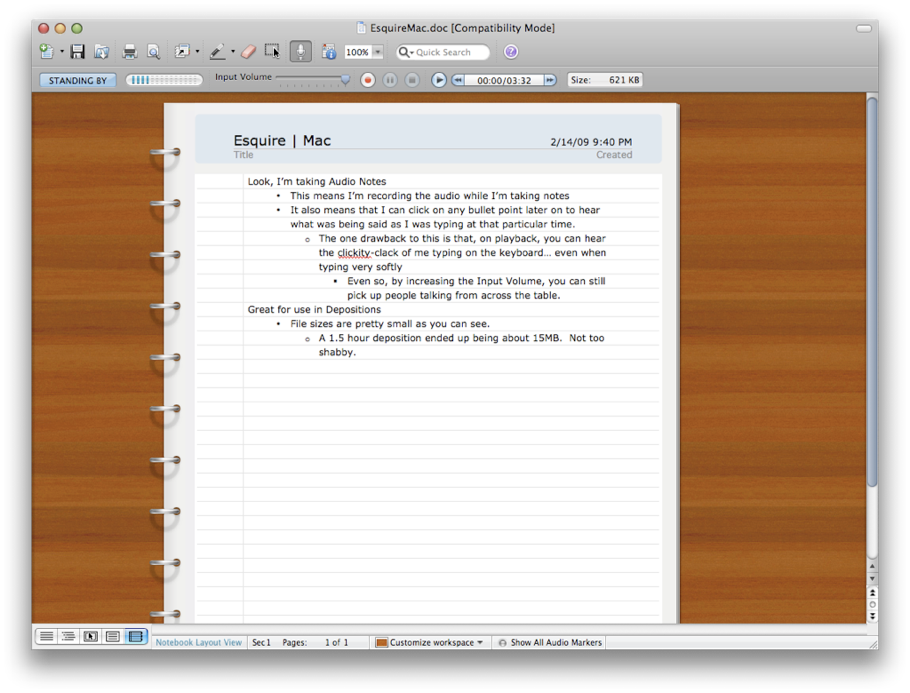 EsquireMac.doc [Compatibility Mode]
100%
Quick Search
STANDING BY
Input Volume
00:00/03:32
Size: 621 KB
Esquire | Mac
2/14/09 9:40 PM
Title
Created
Look, I'm taking Audio Notes
• This means I'm recording the audio while I'm taking notes
• It also means that I can click on any bullet point later on to hear
what was being said as I was typing at that particular time.
o The one drawback to this is that, on playback, you can hear
the clickity-clack of me typing on the keyboard... even when
typing very softly
▪ Even so, by increasing the Input Volume, you can still
pick up people talking from across the table.
Great for use in Depositions
• File sizes are pretty small as you can see.
o A 1.5 hour deposition ended up being about 15MB.  Not too
shabby.
Notebook Layout View
Sec 1
Pages:
1 of 1
Customize workspace
Show All Audio Markers